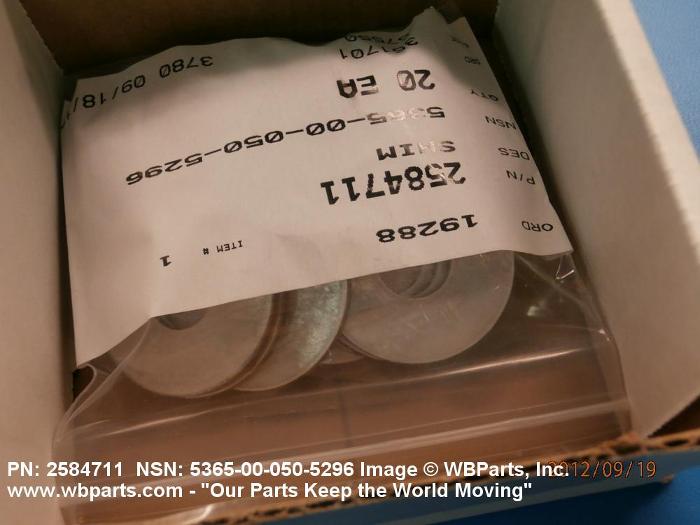 ORD 19288 ITEM # 1
P/N 2584711
DES SHIM
NSN 5365-00-050-5296
QTY 20 EA
3780 09/18/
PN: 2584711 NSN: 5365-00-050-5296 Image © WBParts, Inc.
2012/09/19
www.wbparts.com - "Our Parts Keep the World Moving"